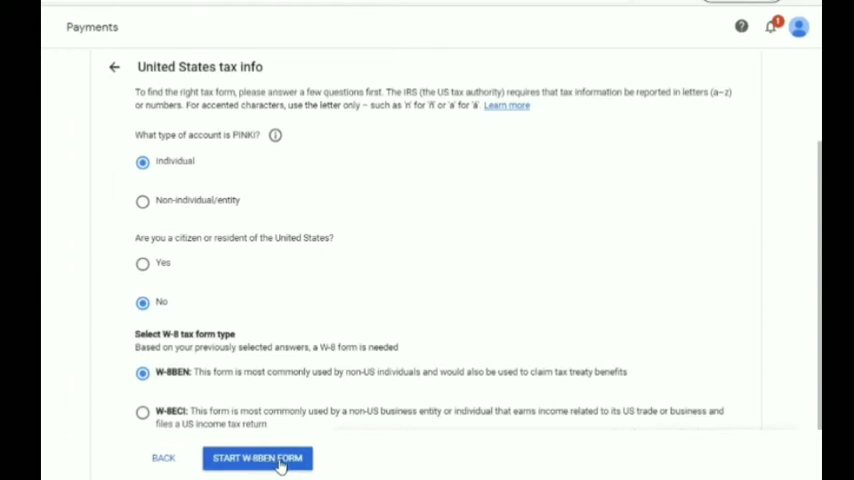 Payments
1
United States tax info
To find the right tax form, please answer a few questions first. The IRS (the US tax authority) requires that tax information be reported in letters (a–z)
or numbers. For accented characters, use the letter only – such as 'n' for 'ñ' or 'a' for 'ã'. Learn more
What type of account is PINKI?
Individual
Non-individual/entity
Are you a citizen or resident of the United States?
Yes
No
Select W-8 tax form type
Based on your previously selected answers, a W-8 form is needed
W-8BEN: This form is most commonly used by non-US individuals and would also be used to claim tax treaty benefits
W-8ECI: This form is most commonly used by a non-US business entity or individual that earns income related to its US trade or business and
files a US income tax return
BACK
START W-8BEN FORM